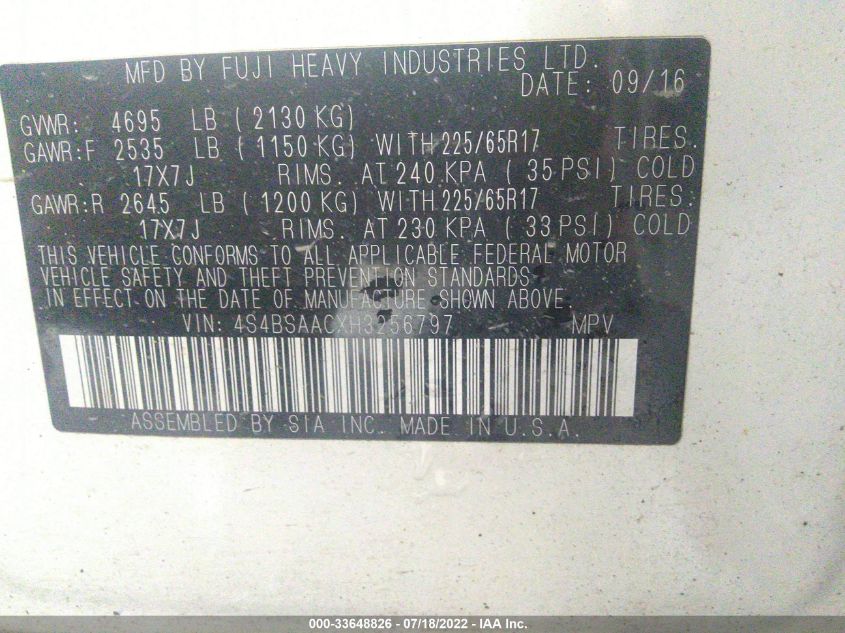 MFD BY FUJI HEAVY INDUSTRIES LTD.
DATE: 09/16
GVWR: 4695 LB ( 2130 KG)
GAWR:F 2535 LB ( 1150 KG) WITH 225/65R17 TIRES.
17X7J RIMS. AT 240 KPA ( 35 PSI) COLD
GAWR:R 2645 LB ( 1200 KG) WITH 225/65R17 TIRES.
17X7J RIMS. AT 230 KPA ( 33 PSI) COLD
THIS VEHICLE CONFORMS TO ALL APPLICABLE FEDERAL MOTOR
VEHICLE SAFETY AND THEFT PREVENTION STANDARDS
IN EFFECT ON THE DATE OF MANUFACTURE SHOWN ABOVE.
VIN: 4S4BSAACXH3256797 MPV
ASSEMBLED BY SIA INC. MADE IN U.S.A.
000-33648826 - 07/18/2022 - IAA Inc.